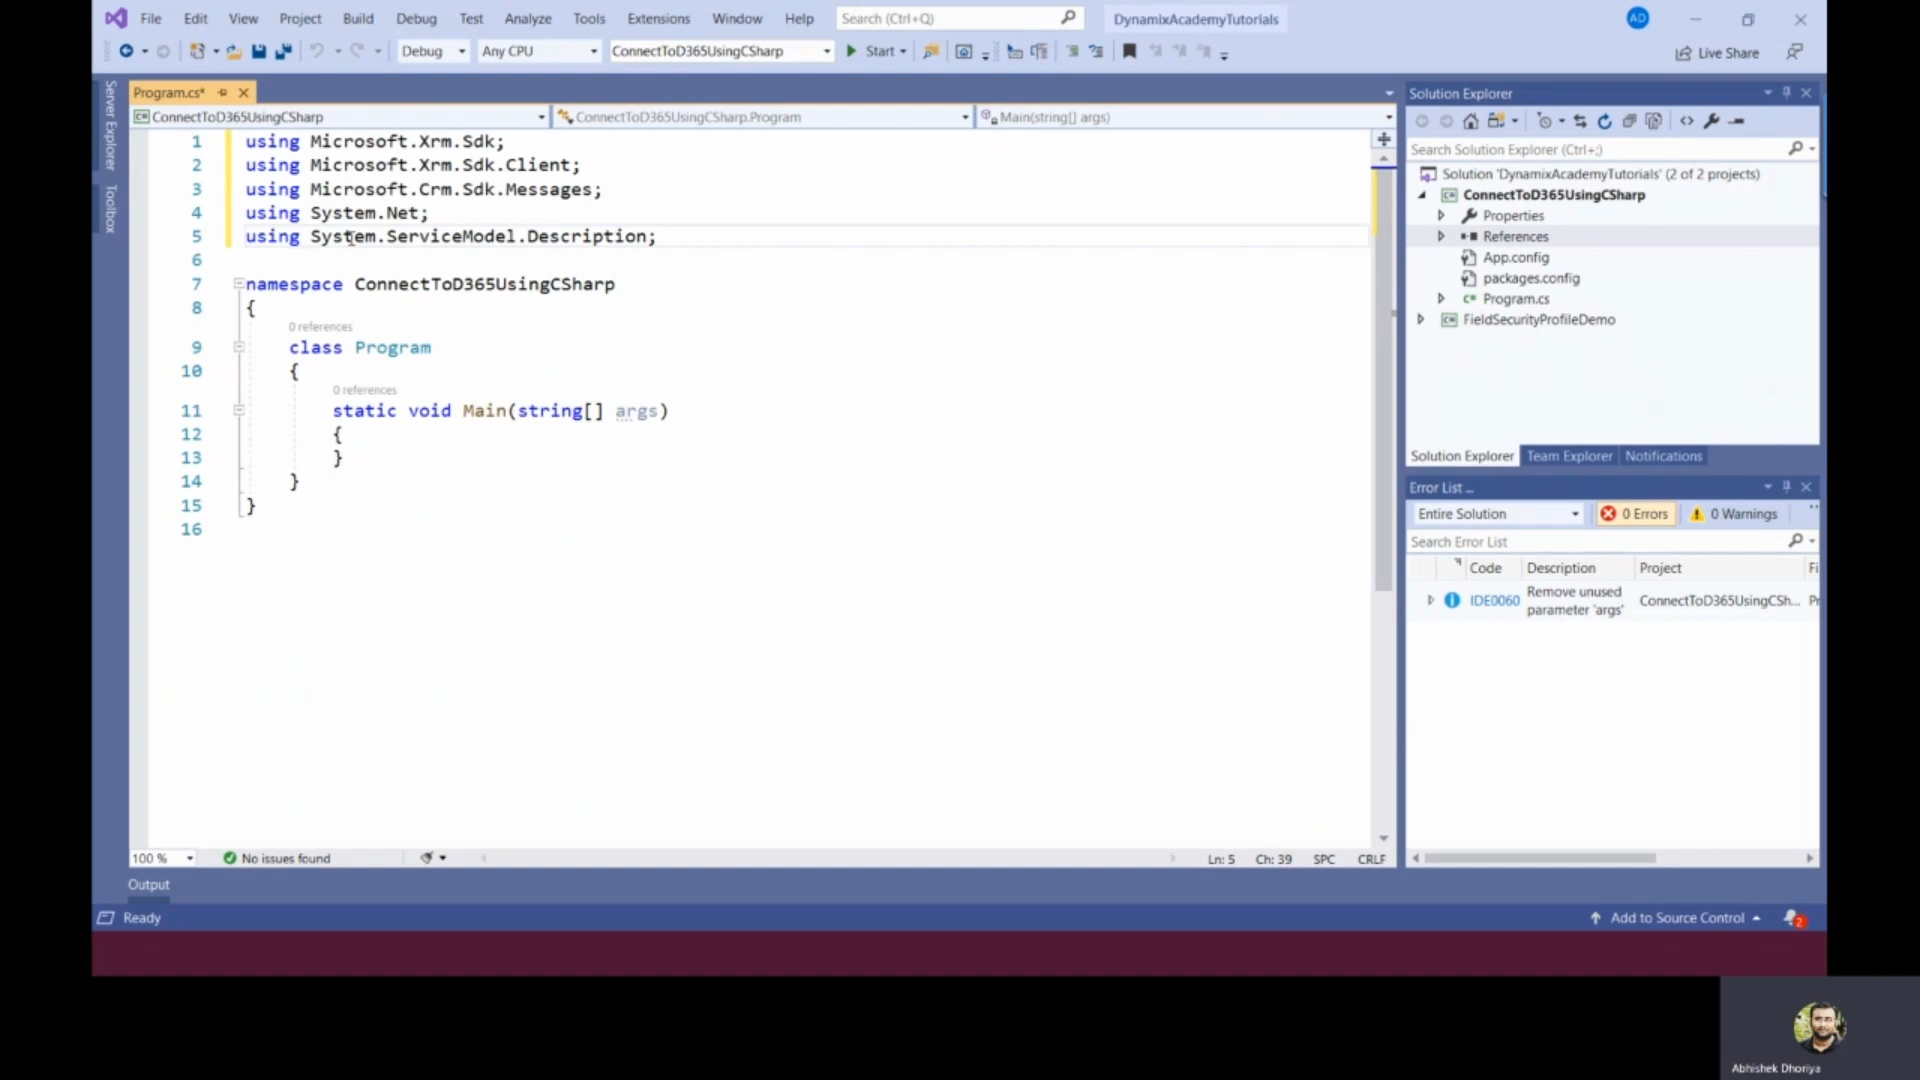 File Edit View Project Build Debug Test Analyze Tools Extensions Window Help Search (Ctrl+Q) DynamixAcademyTutorials AD
Debug Any CPU ConnectToD365UsingCSharp Start Live Share
Server Explorer
Toolbox
Program.cs*
ConnectToD365UsingCSharp ConnectToD365UsingCSharp.Program Main(string[] args)
1 using Microsoft.Xrm.Sdk;
2 using Microsoft.Xrm.Sdk.Client;
3 using Microsoft.Crm.Sdk.Messages;
4 using System.Net;
5 using System.ServiceModel.Description;
6
7 namespace ConnectToD365UsingCSharp
8 {
0 references
9 class Program
10 {
0 references
11 static void Main(string[] args)
12 {
13 }
14 }
15 }
16
100 % No issues found Ln: 5 Ch: 39 SPC CRLF
Solution Explorer
Search Solution Explorer (Ctrl+;)
Solution 'DynamixAcademyTutorials' (2 of 2 projects)
ConnectToD365UsingCSharp
Properties
References
App.config
packages.config
Program.cs
FieldSecurityProfileDemo
Solution Explorer Team Explorer Notifications
Error List ...
Entire Solution 0 Errors 0 Warnings
Search Error List
Code Description Project Fi
IDE0060 Remove unused parameter 'args' ConnectToD365UsingCSh... Pr
Output
Ready Add to Source Control 2
Abhishek Dhoriya